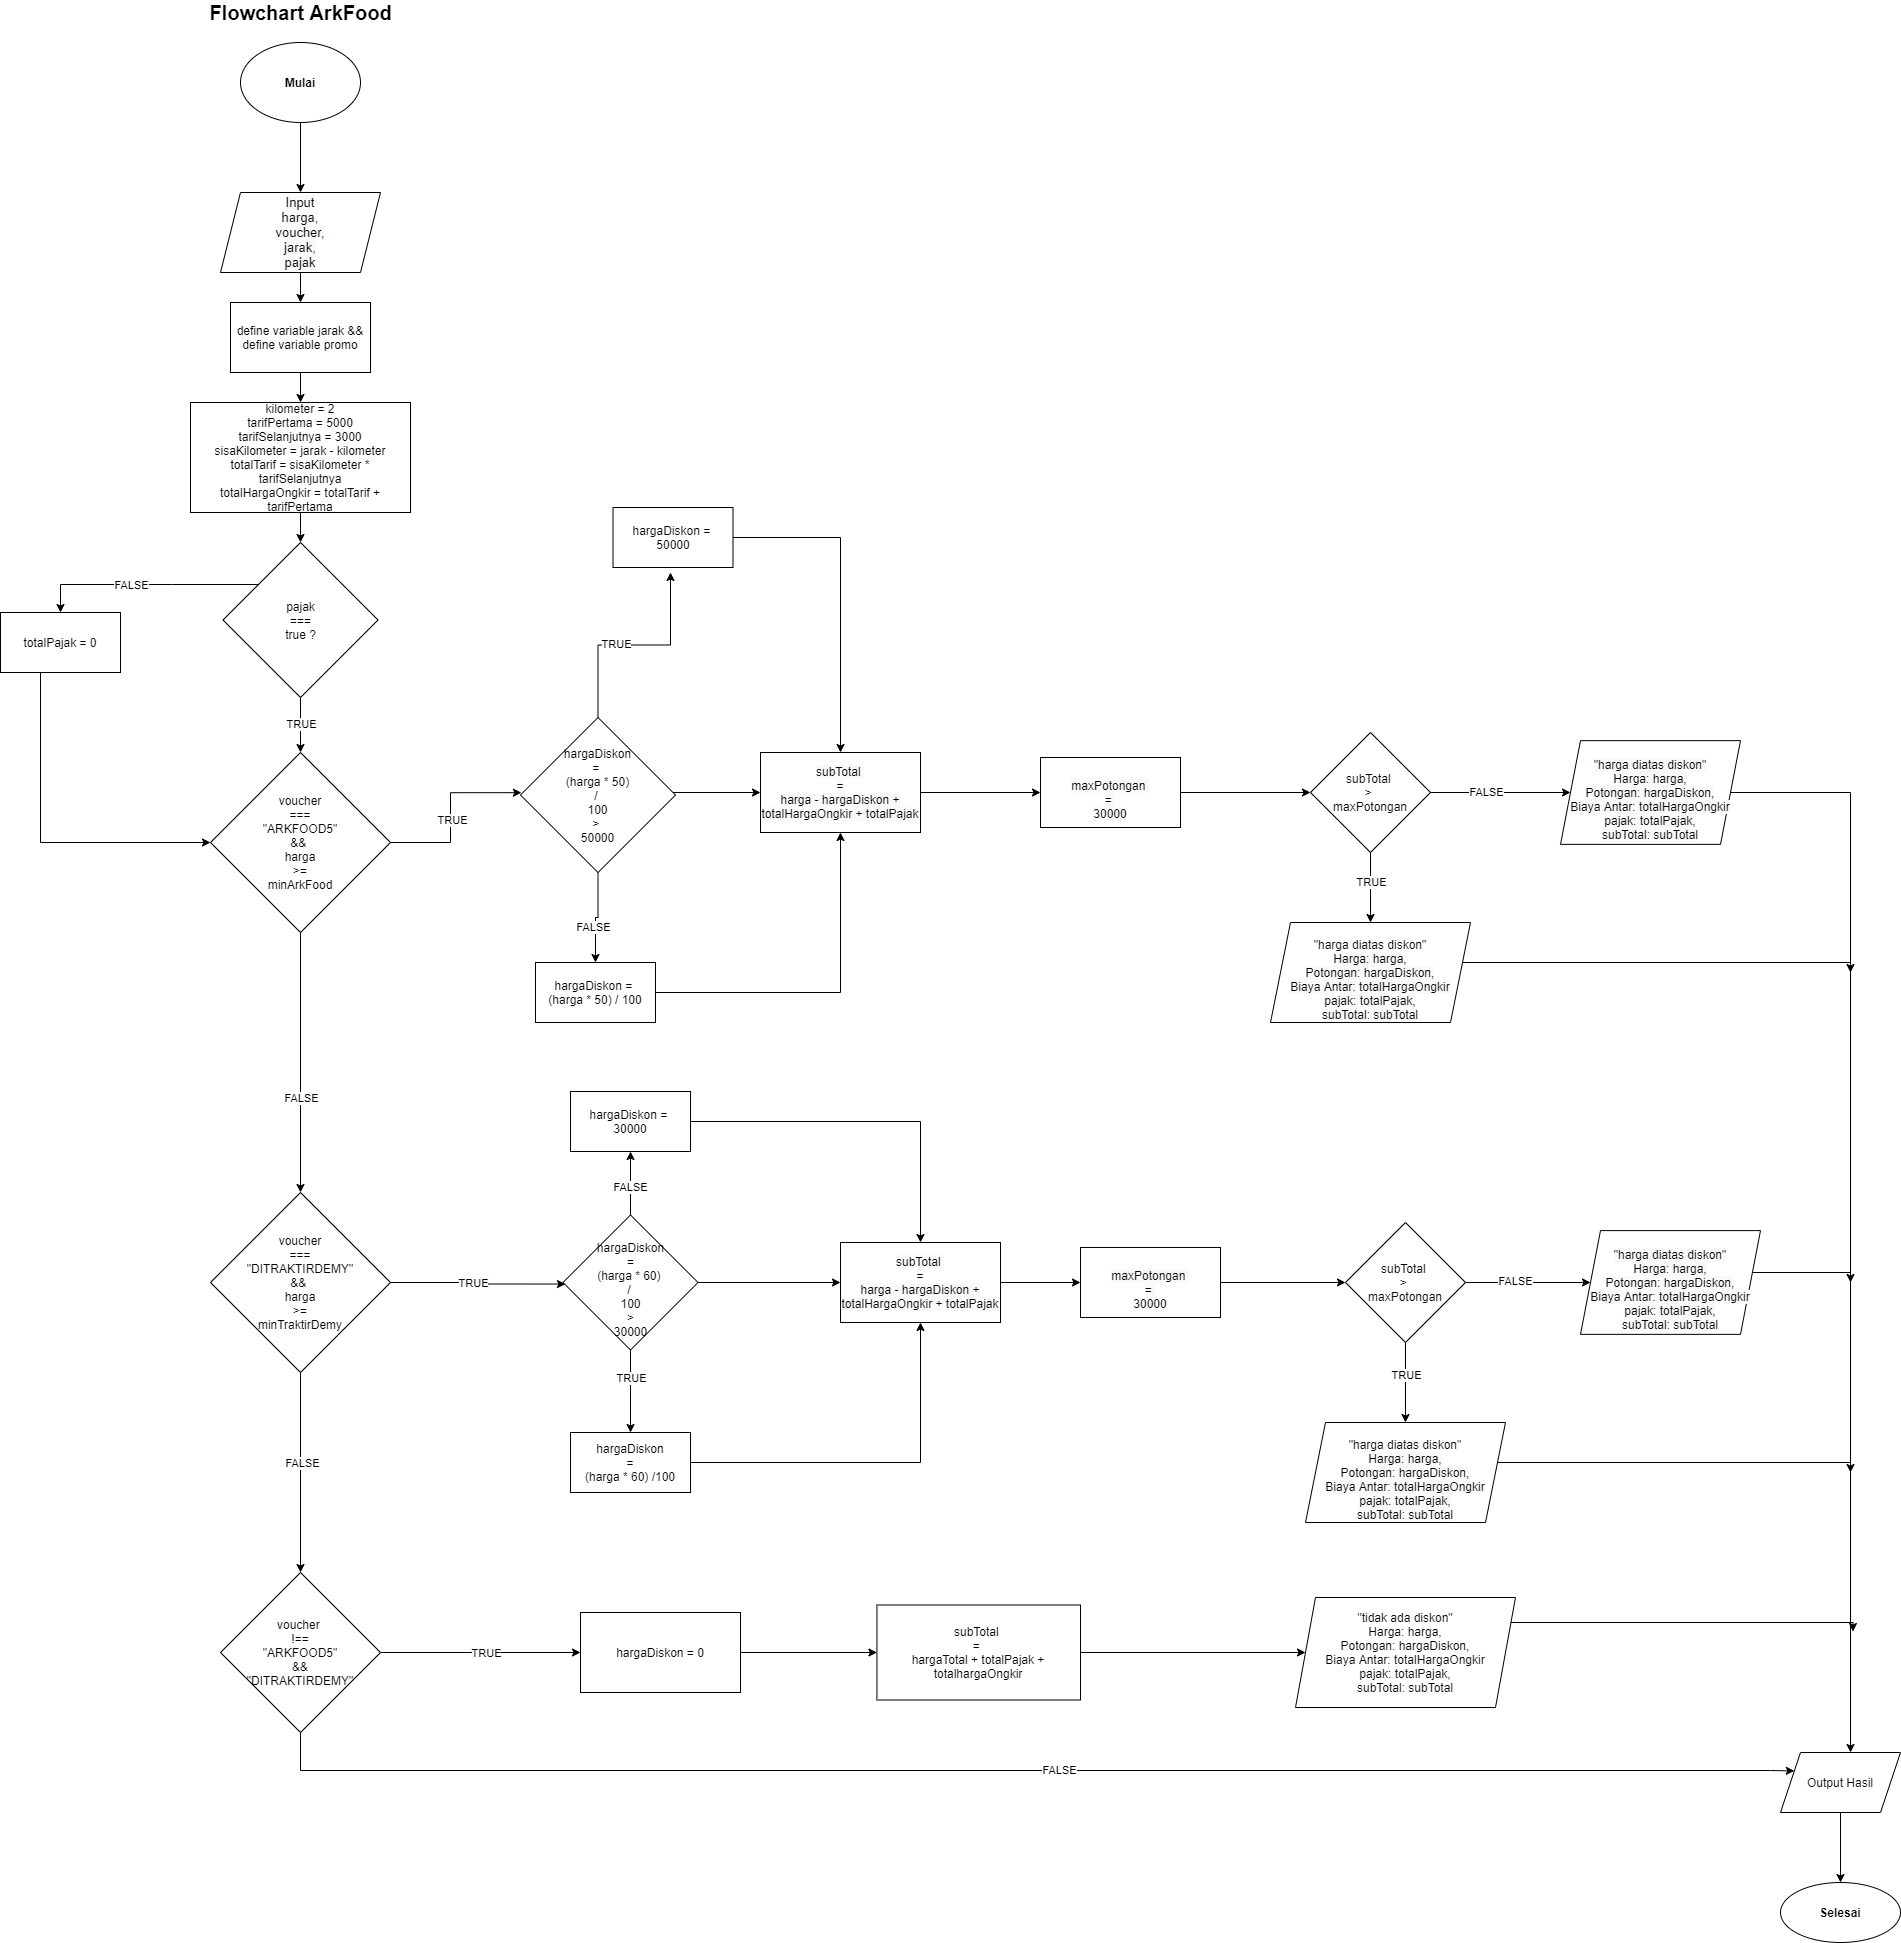 Flowchart ArkFood
Mulai
Input
harga,
voucher,
jarak,
pajak
define variable jarak &&
define variable promo
kilometer = 2
tarifPertama = 5000
tarifSelanjutnya = 3000
sisaKilometer = jarak - kilometer
totalTarif = sisaKilometer *
tarifSelanjutnya
totalHargaOngkir = totalTarif +
tarifPertama
FALSE
pajak
===
true ?
totalPajak = 0
TRUE
voucher
===
"ARKFOOD5"
&&
harga
>=
minArkFood
TRUE
hargaDiskon =
50000
TRUE
hargaDiskon
=
(harga * 50)
/
100
>
50000
FALSE
hargaDiskon =
(harga * 50) / 100
subTotal
=
harga - hargaDiskon +
totalHargaOngkir + totalPajak
maxPotongan
=
30000
subTotal
>
maxPotongan
FALSE
"harga diatas diskon"
Harga: harga,
Potongan: hargaDiskon,
Biaya Antar: totalHargaOngkir
pajak: totalPajak,
subTotal: subTotal
TRUE
"harga diatas diskon"
Harga: harga,
Potongan: hargaDiskon,
Biaya Antar: totalHargaOngkir
pajak: totalPajak,
subTotal: subTotal
FALSE
voucher
===
"DITRAKTIRDEMY"
&&
harga
>=
minTraktirDemy
TRUE
hargaDiskon =
30000
FALSE
hargaDiskon
=
(harga * 60)
/
100
>
30000
TRUE
hargaDiskon
=
(harga * 60) /100
subTotal
=
harga - hargaDiskon +
totalHargaOngkir + totalPajak
maxPotongan
=
30000
subTotal
>
maxPotongan
FALSE
"harga diatas diskon"
Harga: harga,
Potongan: hargaDiskon,
Biaya Antar: totalHargaOngkir
pajak: totalPajak,
subTotal: subTotal
TRUE
"harga diatas diskon"
Harga: harga,
Potongan: hargaDiskon,
Biaya Antar: totalHargaOngkir
pajak: totalPajak,
subTotal: subTotal
FALSE
voucher
!==
"ARKFOOD5"
&&
"DITRAKTIRDEMY"
TRUE
hargaDiskon = 0
subTotal
=
hargaTotal + totalPajak +
totalhargaOngkir
"tidak ada diskon"
Harga: harga,
Potongan: hargaDiskon,
Biaya Antar: totalHargaOngkir
pajak: totalPajak,
subTotal: subTotal
FALSE
Output Hasil
Selesai